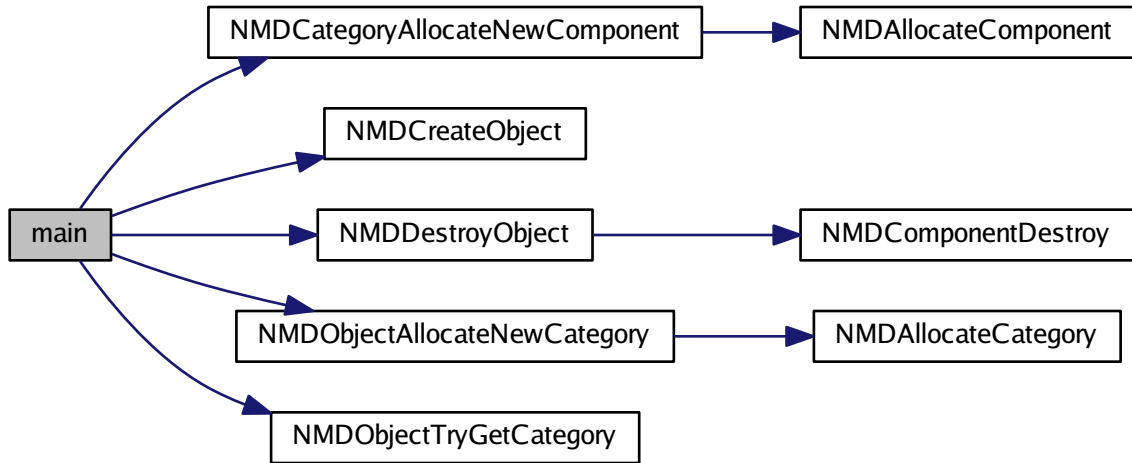 NMDCategoryAllocateNewComponent
NMDAllocateComponent
NMDCreateObject
main
NMDDestroyObject
NMDComponentDestroy
NMDObjectAllocateNewCategory
NMDAllocateCategory
NMDObjectTryGetCategory